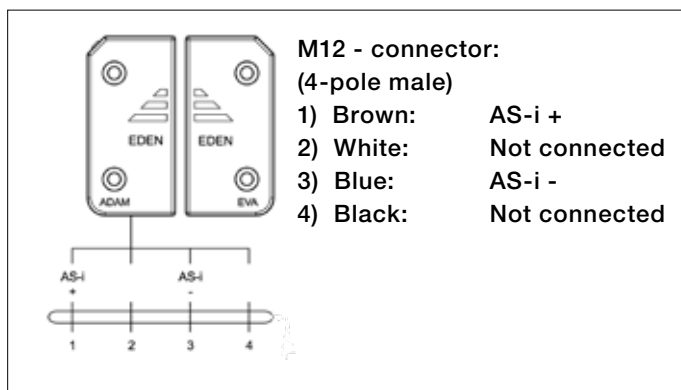 M12 - connector:
(4-pole male)
1) Brown: AS-i +
2) White: Not connected
3) Blue: AS-i -
4) Black: Not connected
EDEN EDEN
ADAM EVA
AS-i AS-i
+ -
1 2 3 4